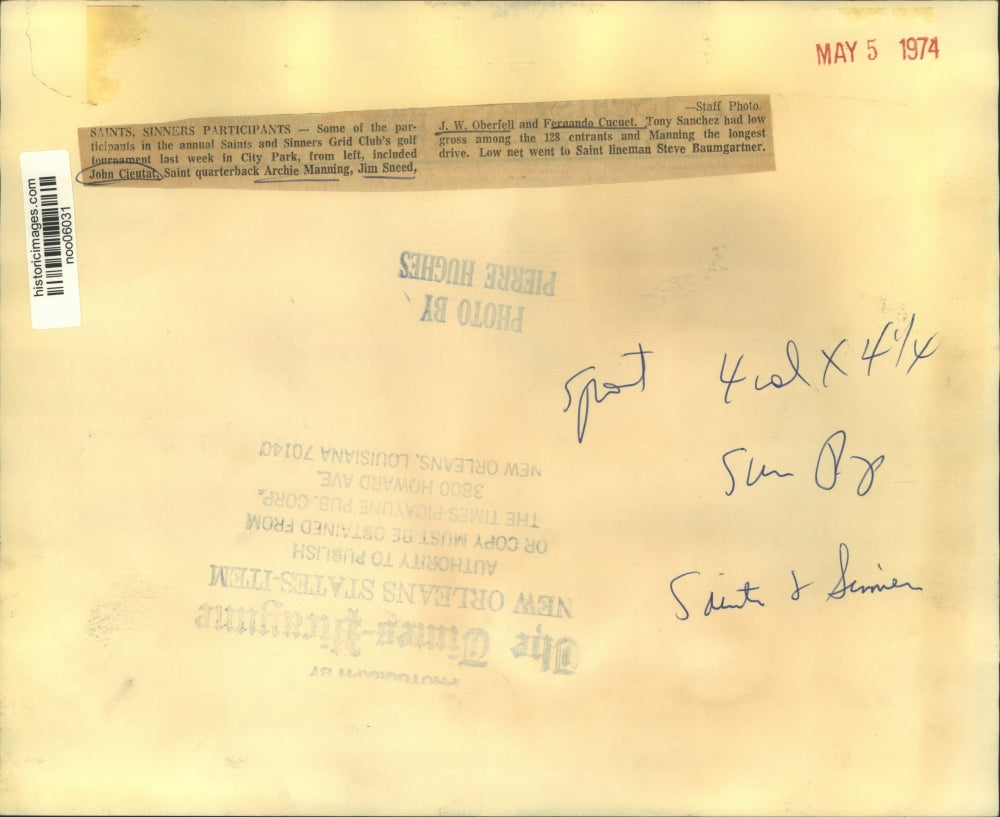 MAY 5 1974
SAINTS, SINNERS PARTICIPANTS — Some of the par-
ticipants in the annual Saints and Sinners Grid Club's golf
tournament last week in City Park, from left, included
John Cieutat, Saint quarterback Archie Manning, Jim Sneed,
—Staff Photo.
J. W. Oberfell and Fernando Cucuet. Tony Sanchez had low
gross among the 128 entrants and Manning the longest
drive. Low net went to Saint lineman Steve Baumgartner.
historicimages.com
noo06031
PHOTO BY
PIERRE HUGHES
Sport 4 col X 4 1/4
Sun
Saints &
PHOTOGRAPH BY
The Times-Picayune
NEW ORLEANS STATES-ITEM
AUTHORITY TO PUBLISH
OR COPY MUST BE OBTAINED FROM
THE TIMES-PICAYUNE PUB. CORP.
3800 HOWARD AVE.
NEW ORLEANS, LOUISIANA 70140